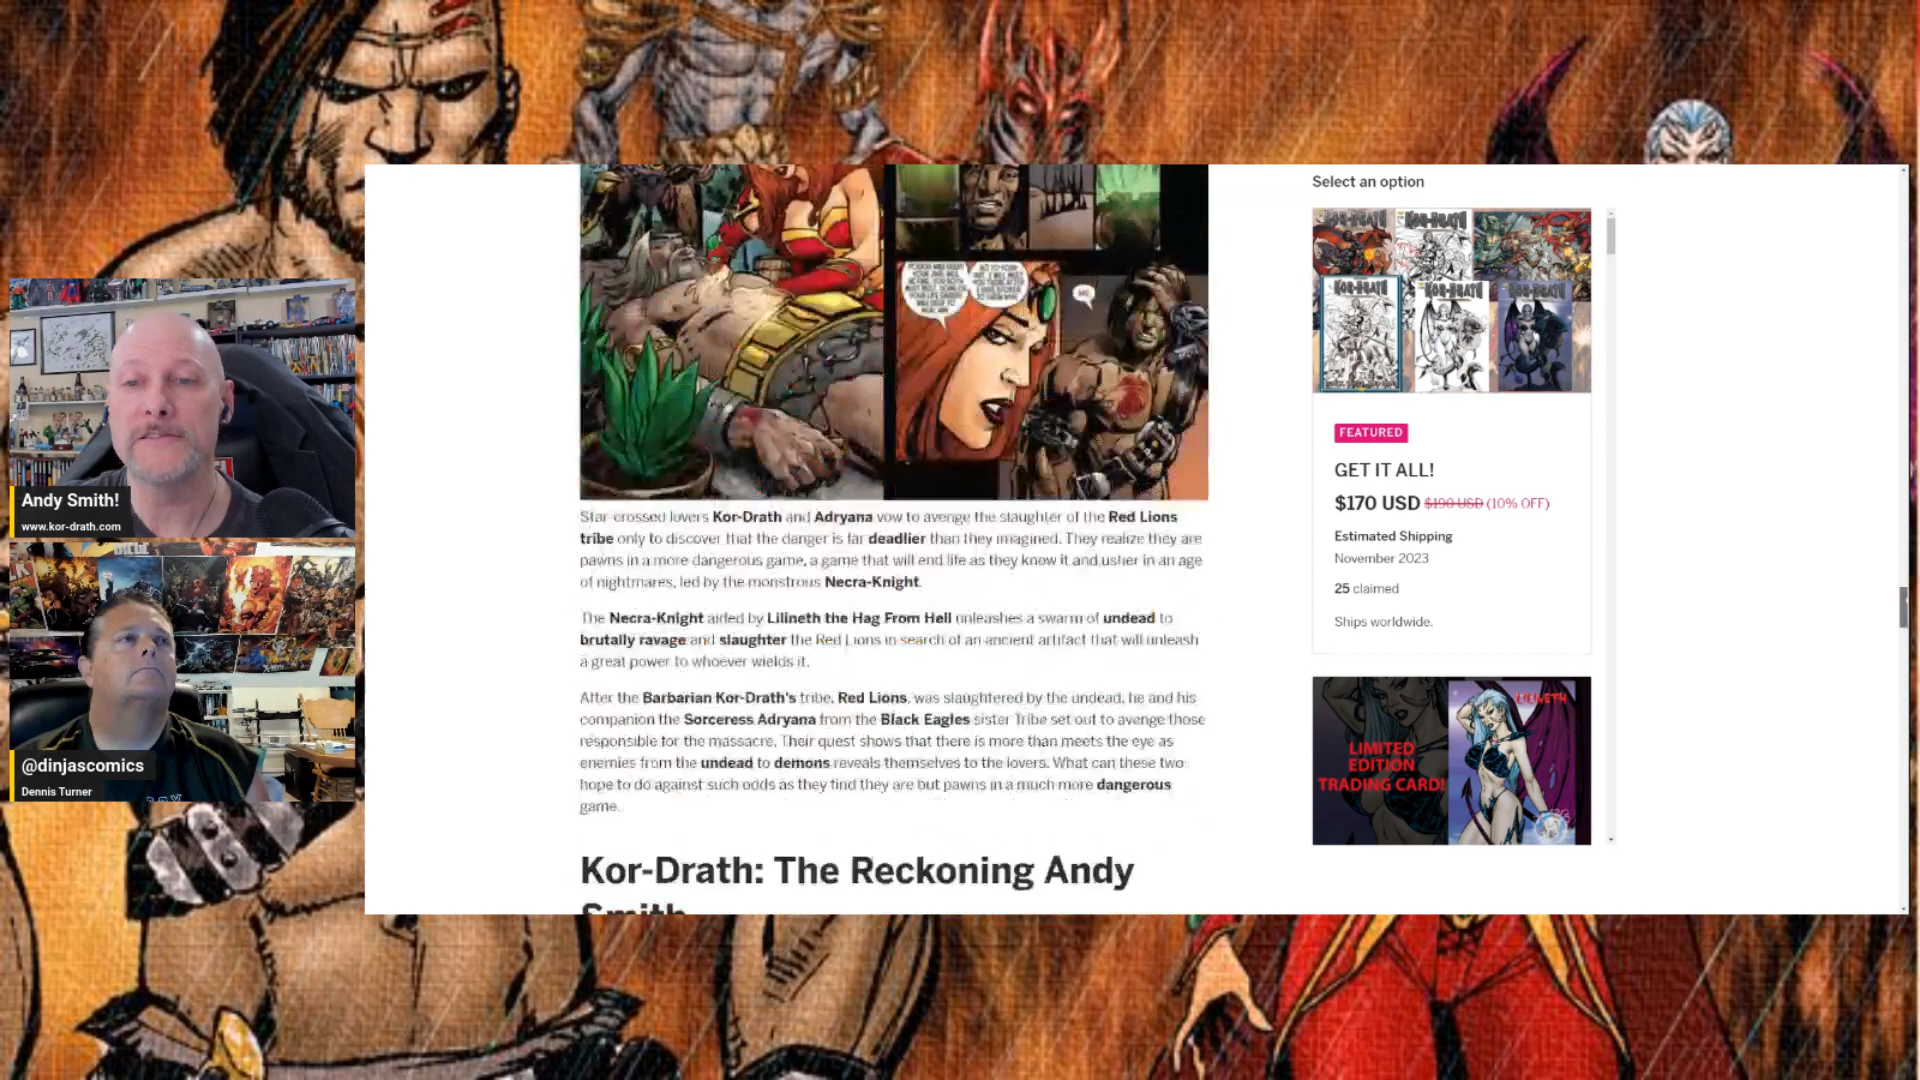 Select an option
KOR-DRATH
KOR-DRATH
KOR-DRATH
KOR-DRATH
KOR-DRATH
FEATURED
GET IT ALL!
$170 USD $190 USD (10% OFF)
Estimated Shipping
November 2023
25 claimed
Ships worldwide.
LILINETH
LIMITED
EDITION
TRADING CARD!
NO.
Star-crossed lovers Kor-Drath and Adryana vow to avenge the slaughter of the Red Lions
tribe only to discover that the danger is far deadlier than they imagined. They realize they are
pawns in a more dangerous game, a game that will end life as they know it and usher in an age
of nightmares, led by the monstrous Necra-Knight.
The Necra-Knight aided by Lilineth the Hag From Hell unleashes a swarm of undead to
brutally ravage and slaughter the Red Lions in search of an ancient artifact that will unleash
a great power to whoever wields it.
After the Barbarian Kor-Drath's tribe, Red Lions, was slaughtered by the undead, he and his
companion the Sorceress Adryana from the Black Eagles sister Tribe set out to avenge those
responsible for the massacre. Their quest shows that there is more than meets the eye as
enemies from the undead to demons reveals themselves to the lovers. What can these two
hope to do against such odds as they find they are but pawns in a much more dangerous
game.
Kor-Drath: The Reckoning Andy
Smith
Andy Smith!
www.kor-drath.com
@dinjascomics
Dennis Turner